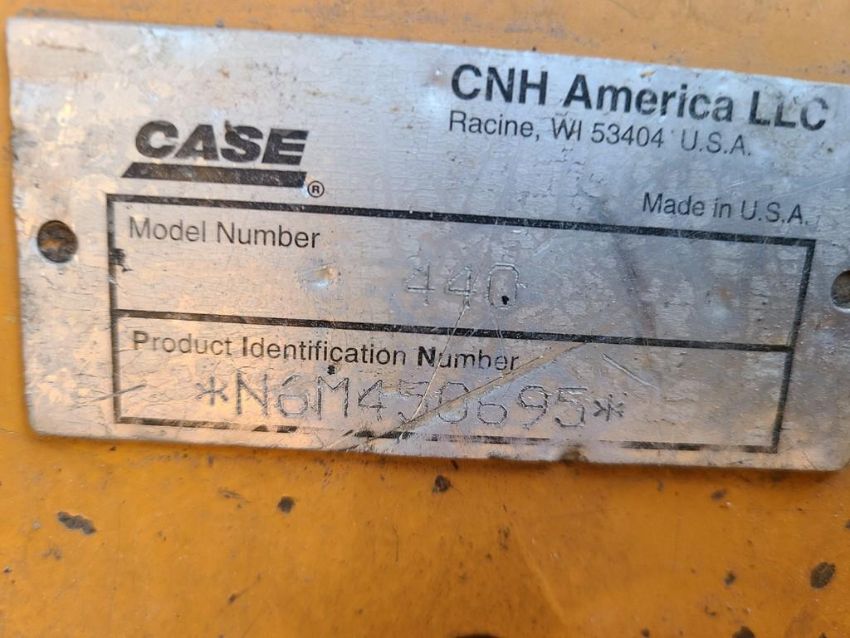 CNH America LLC
Racine, WI 53404 U.S.A.
CASE
®
Made in U.S.A.
Model Number
440
Product Identification Number
*N6M450695*